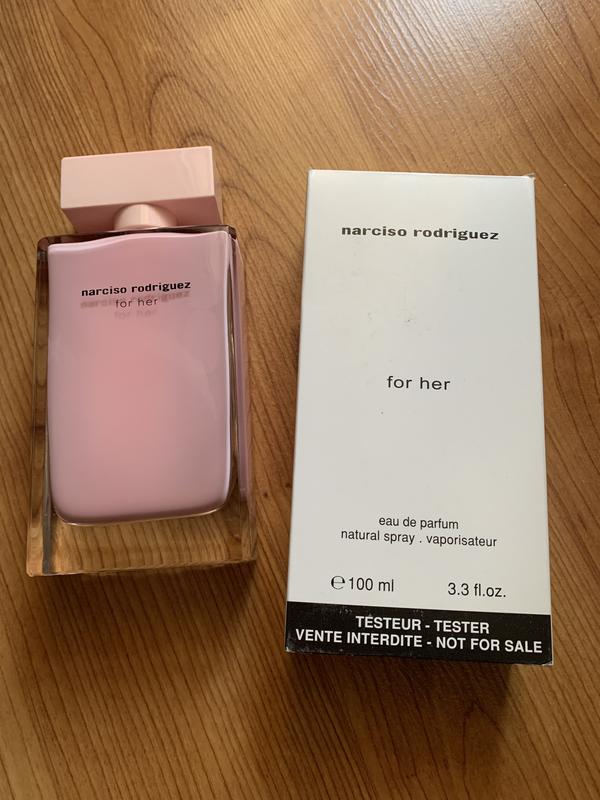 narciso rodriguez
for her
narciso rodriguez
for her
eau de parfum
natural spray . vaporisateur
℮ 100 ml 3.3 fl.oz.
TESTEUR - TESTER
VENTE INTERDITE - NOT FOR SALE